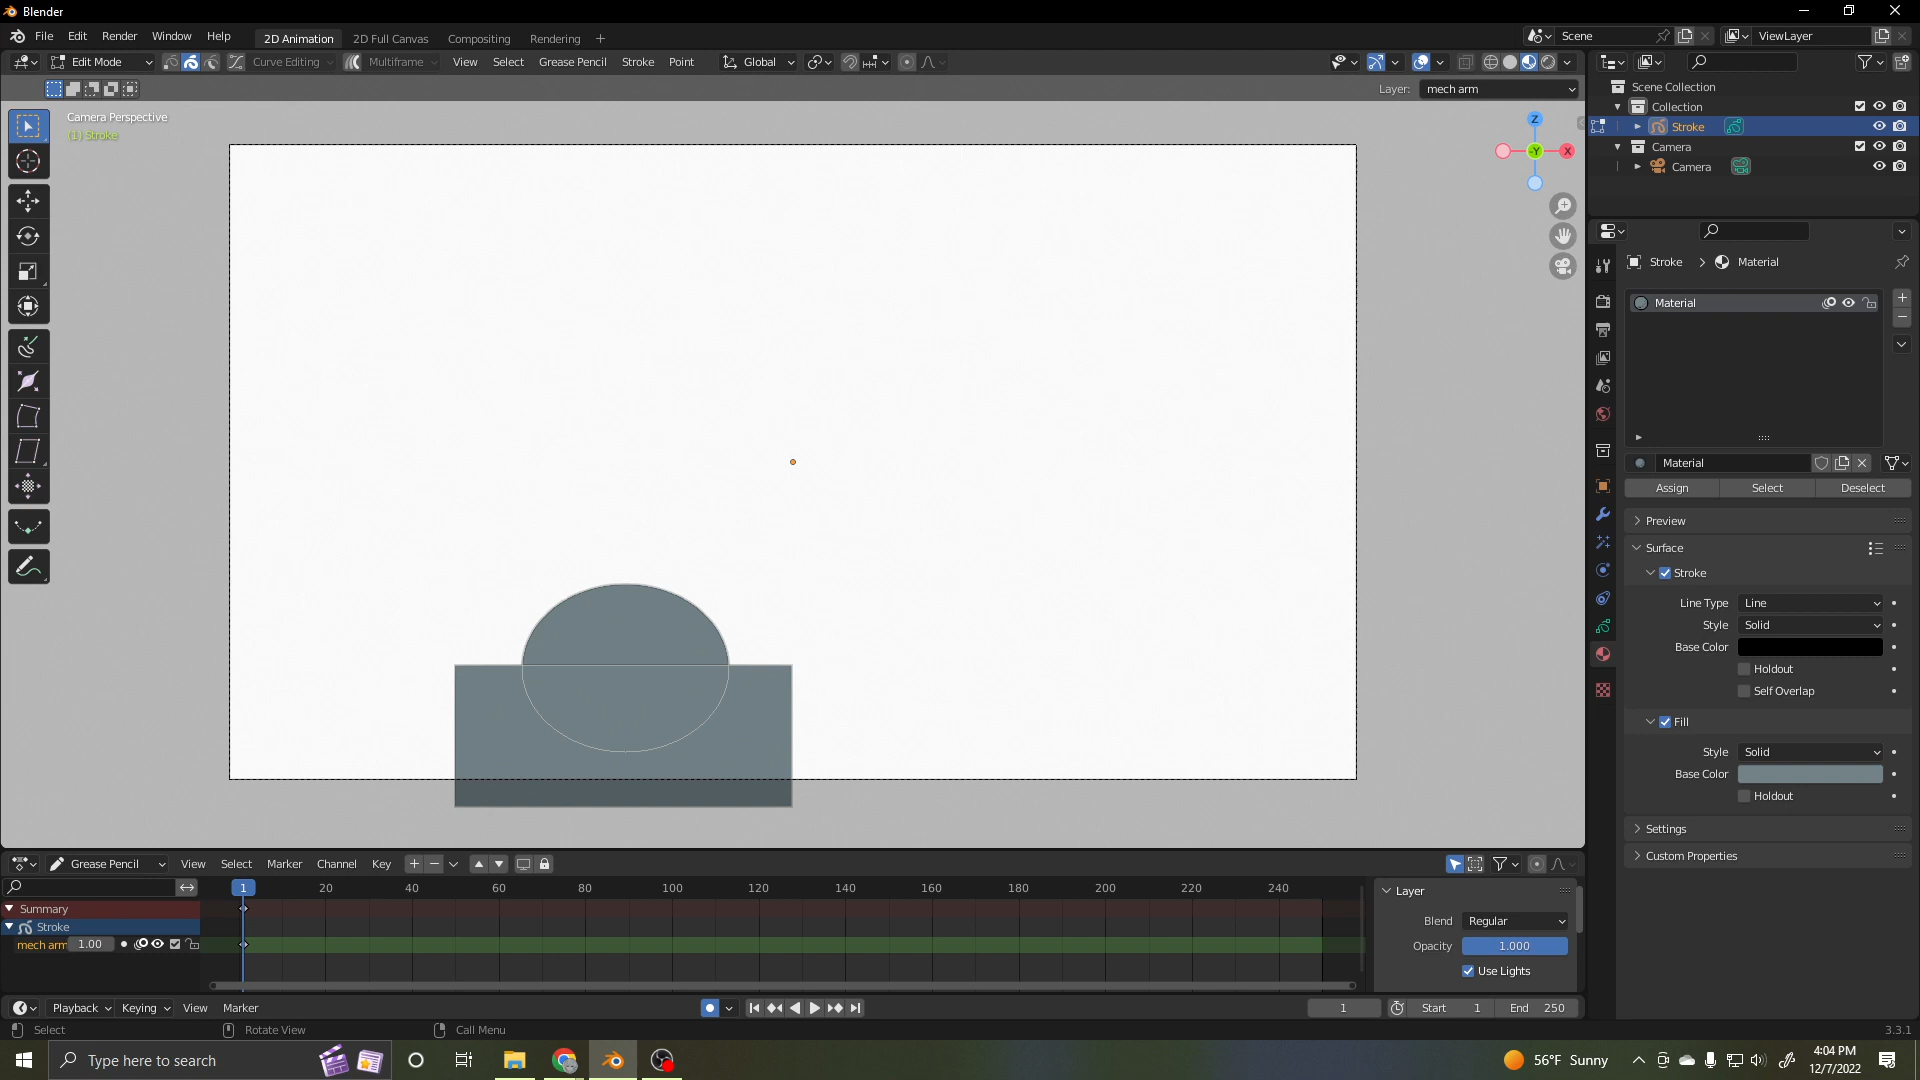 Blender
File Edit Render Window Help 2D Animation 2D Full Canvas Compositing Rendering + Scene ViewLayer
Edit Mode Curve Editing Multiframe View Select Grease Pencil Stroke Point Global
Layer: mech arm
Camera Perspective
(1) Stroke
Z
-Y X
Scene Collection
Collection
Stroke
Camera
Camera
Stroke > Material
Material
Material
Assign Select Deselect
Preview
Surface
Stroke
Line Type Line
Style Solid
Base Color
Holdout
Self Overlap
Fill
Style Solid
Base Color
Holdout
Settings
Custom Properties
Grease Pencil View Select Marker Channel Key
1 20 40 60 80 100 120 140 160 180 200 220 240
Summary
Stroke
mech arm 1.00
Layer
Blend Regular
Opacity 1.000
Use Lights
Playback Keying View Marker 1 Start 1 End 250
Select Rotate View Call Menu 3.3.1
Type here to search 56°F Sunny 4:04 PM
12/7/2022